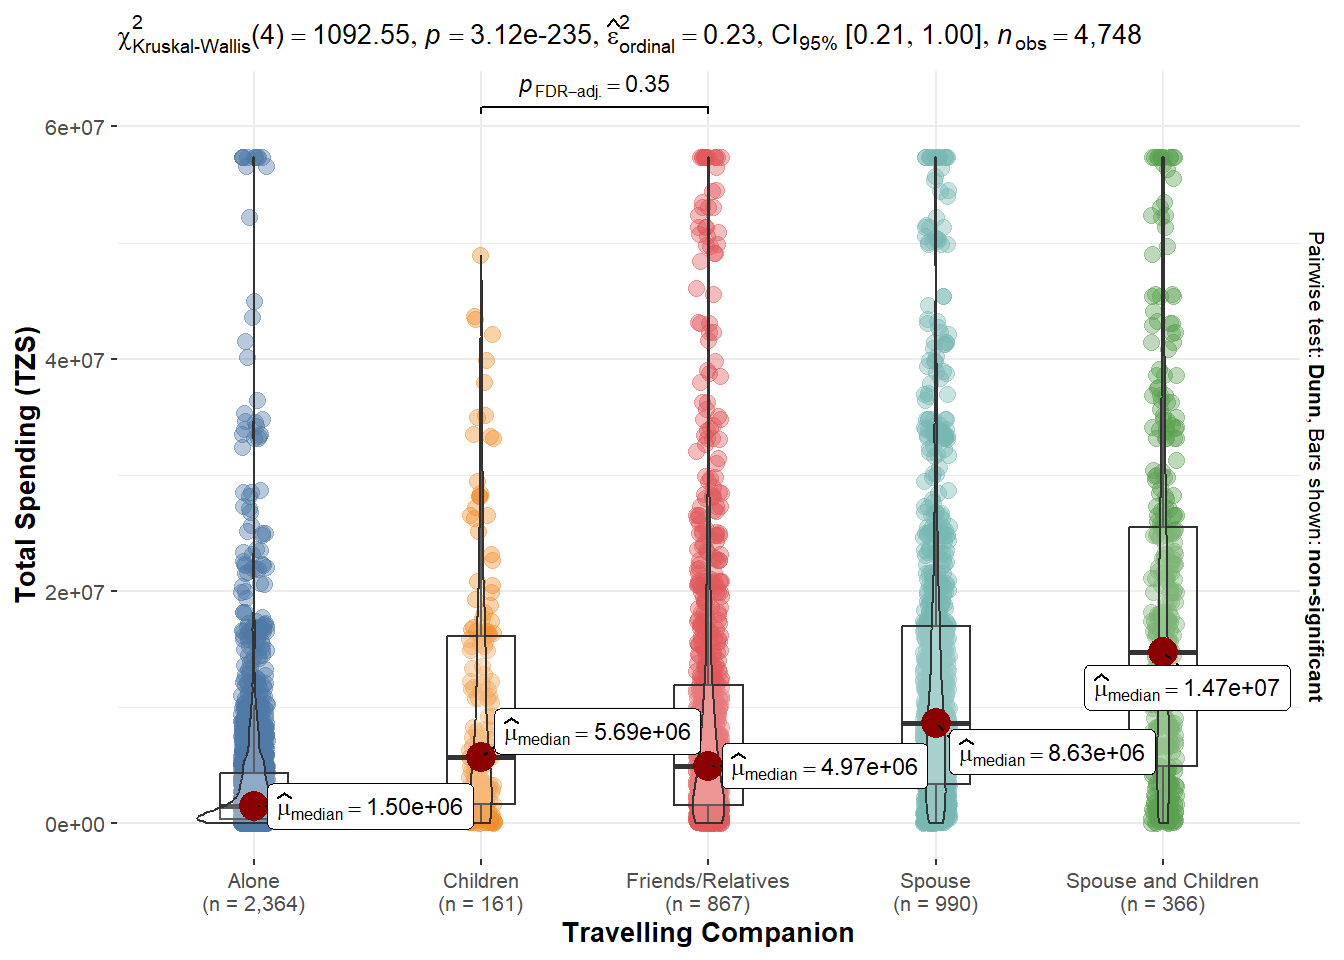 χ²Kruskal-Wallis(4) = 1092.55, p = 3.12e-235, ε̂²ordinal = 0.23, CI95% [0.21, 1.00], nobs = 4,748
pFDR-adj. = 0.35
6e+07
4e+07
2e+07
0e+00
Total Spending (TZS)
μ̂median = 1.50e+06
μ̂median = 5.69e+06
μ̂median = 4.97e+06
μ̂median = 8.63e+06
μ̂median = 1.47e+07
Pairwise test: Dunn, Bars shown: non-significant
Alone
(n = 2,364)
Children
(n = 161)
Friends/Relatives
(n = 867)
Spouse
(n = 990)
Spouse and Children
(n = 366)
Travelling Companion